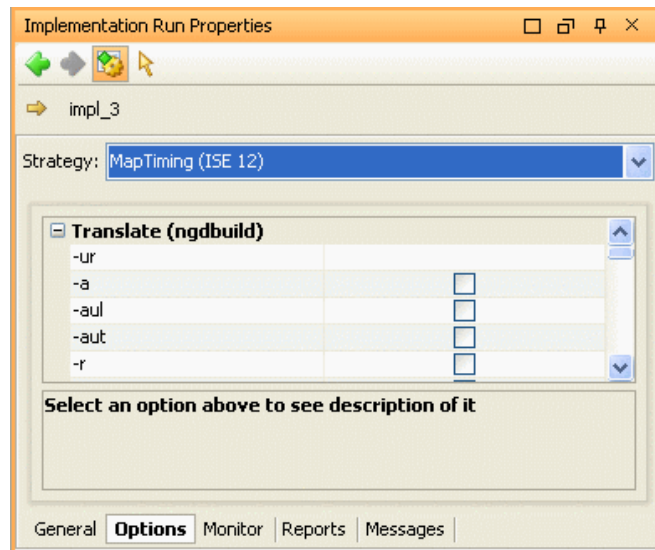 Implementation Run Properties
impl_3
Strategy: MapTiming (ISE 12)
Translate (ngdbuild)
-ur
-a
-aul
-aut
-r
Select an option above to see description of it
General Options Monitor Reports Messages